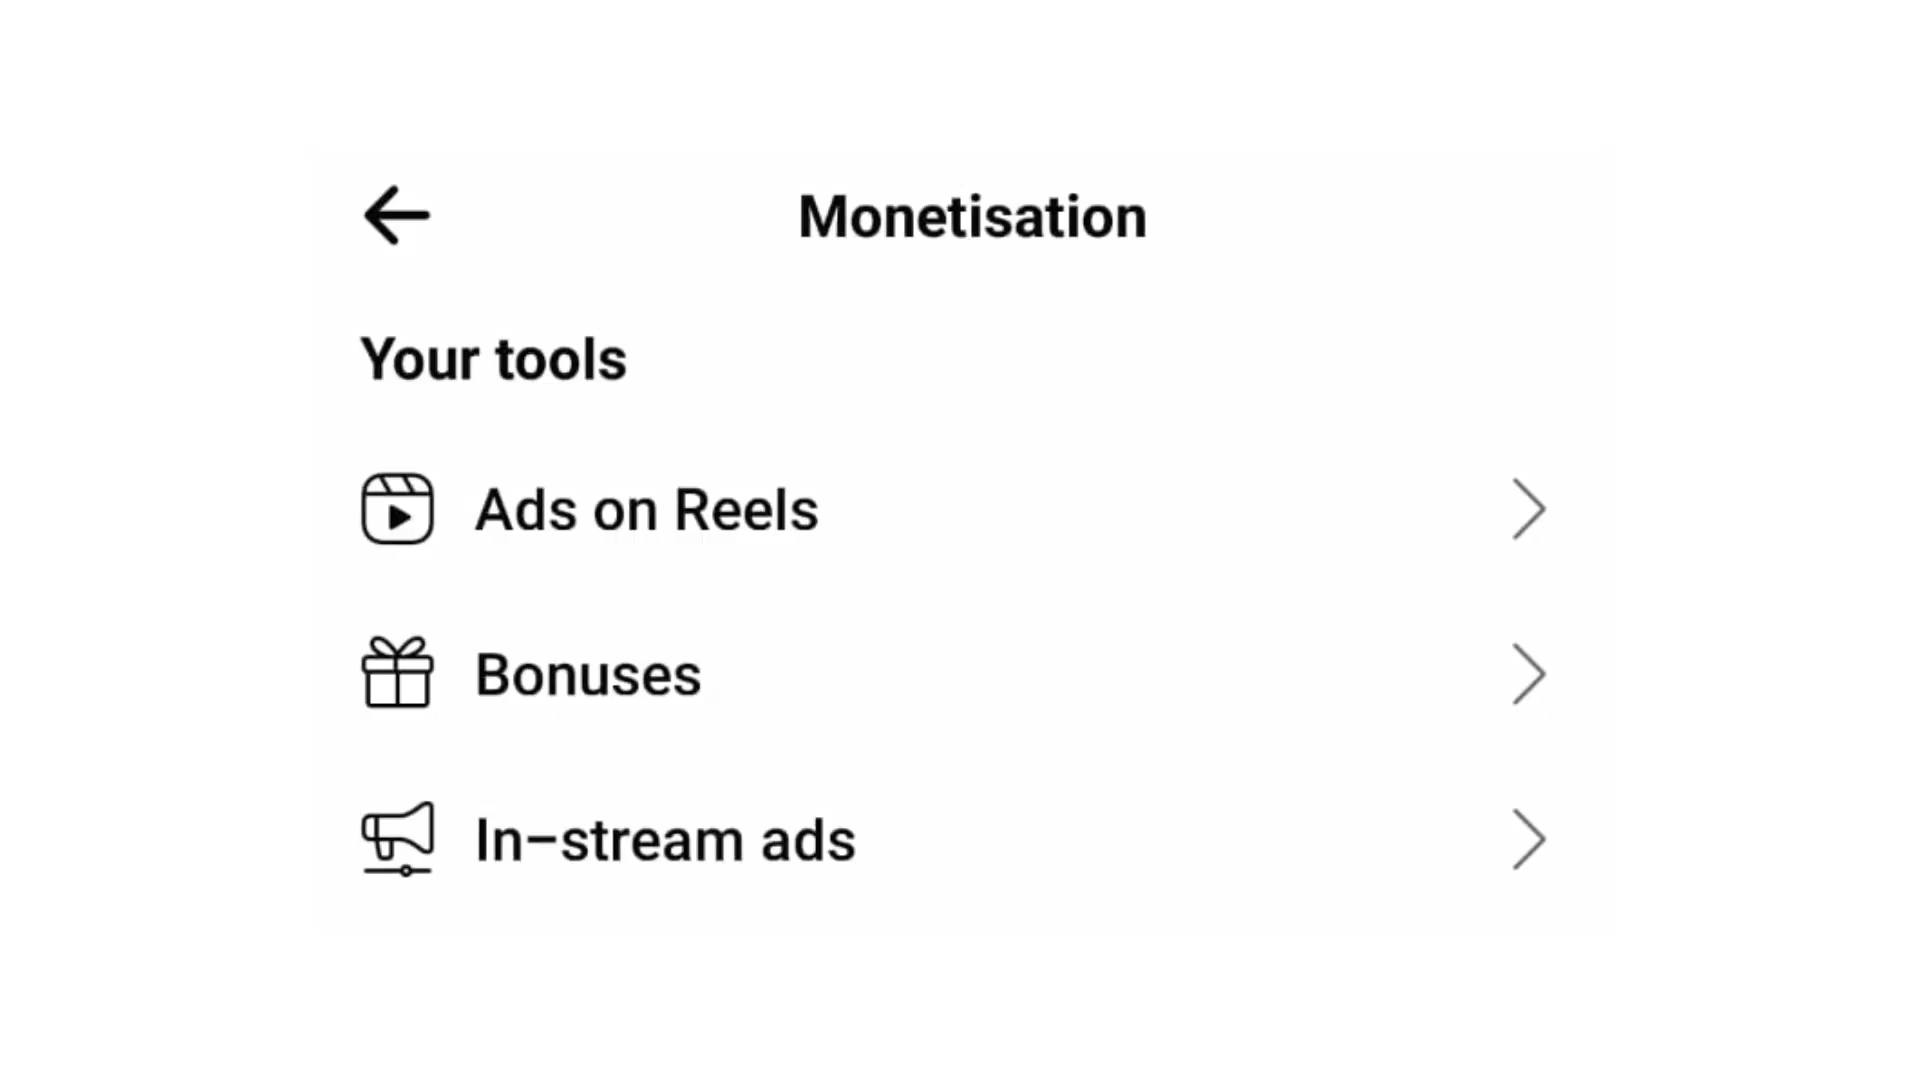 Monetisation
Your tools
Ads on Reels
Bonuses
In-stream ads